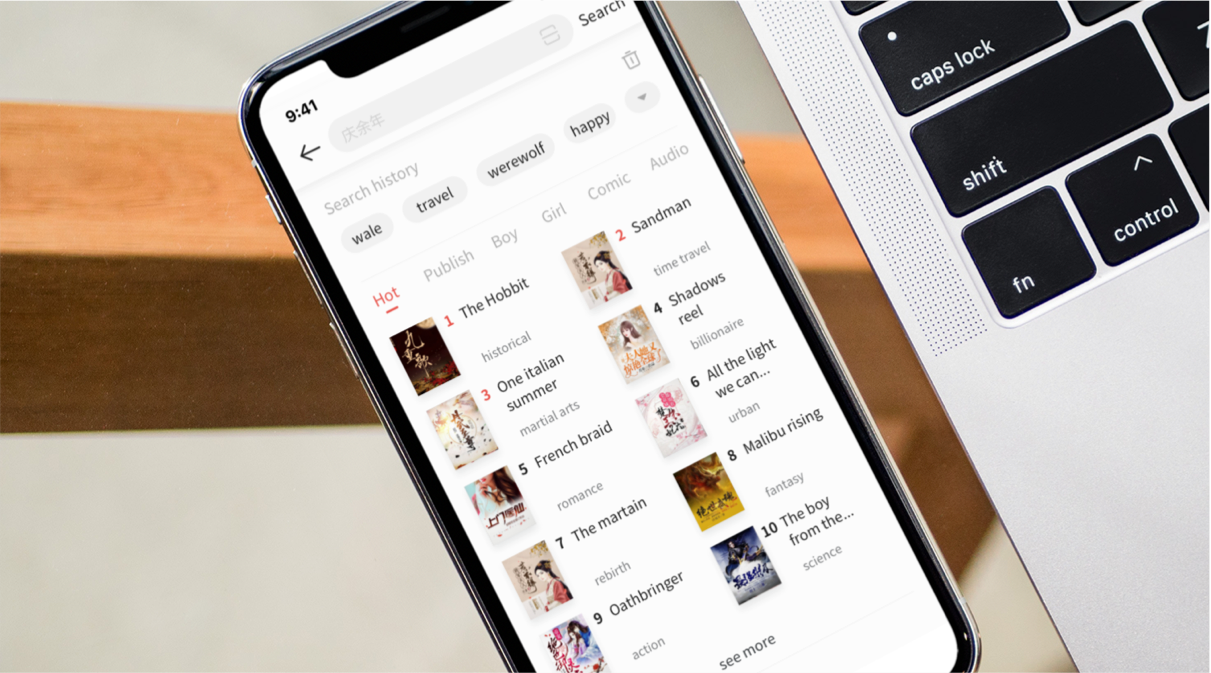 9:41
Search
庆余年
Search history
wale
travel
werewolf
happy
Hot
Publish
Boy
Girl
Comic
Audio
1 The Hobbit
historical
2 Sandman
time travel
3 One italian
summer
martial arts
4 Shadows
reel
billionaire
5 French braid
romance
6 All the light
we can...
urban
7 The martain
rebirth
8 Malibu rising
fantasy
9 Oathbringer
action
10 The boy
from the...
science
see more
九
重
歌
caps lock
shift
fn
control